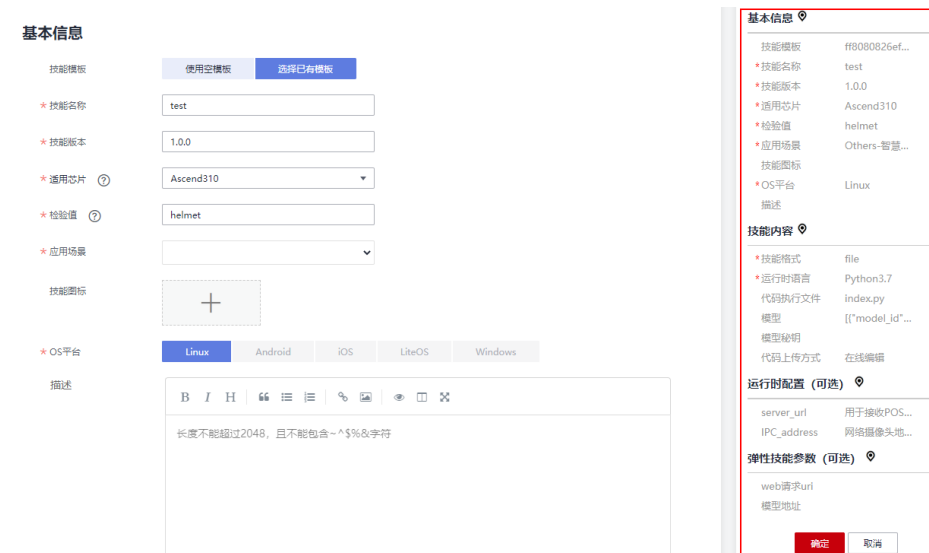 基本信息
技能模板 使用空模板 选择已有模板
* 技能名称 test
* 技能版本 1.0.0
* 适用芯片 ? Ascend310
* 检验值 ? helmet
* 应用场景
技能图标
* OS平台 Linux Android iOS LiteOS Windows
描述
B I H
长度不能超过2048，且不能包含~^$%&字符
基本信息
技能模板 ff8080826ef...
*技能名称 test
*技能版本 1.0.0
*适用芯片 Ascend310
*检验值 helmet
*应用场景 Others-智慧...
技能图标
*OS平台 Linux
描述
技能内容
*技能格式 file
*运行时语言 Python3.7
代码执行文件 index.py
模型 [{"model_id"...
模型秘钥
代码上传方式 在线编辑
运行时配置（可选）
server_url 用于接收POS...
IPC_address 网络摄像头地...
弹性技能参数（可选）
web请求uri
模型地址
确定 取消